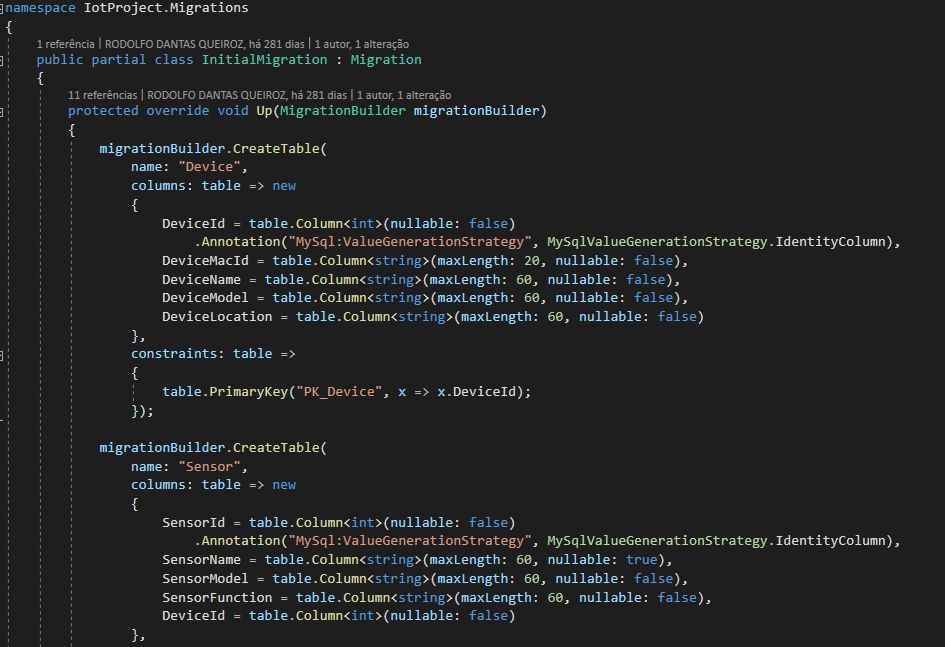 namespace IotProject.Migrations
{
1 referência | RODOLFO DANTAS QUEIROZ, há 281 dias | 1 autor, 1 alteração
public partial class InitialMigration : Migration
{
11 referências | RODOLFO DANTAS QUEIROZ, há 281 dias | 1 autor, 1 alteração
protected override void Up(MigrationBuilder migrationBuilder)
{
migrationBuilder.CreateTable(
name: "Device",
columns: table => new
{
DeviceId = table.Column<int>(nullable: false)
.Annotation("MySql:ValueGenerationStrategy", MySqlValueGenerationStrategy.IdentityColumn),
DeviceMacId = table.Column<string>(maxLength: 20, nullable: false),
DeviceName = table.Column<string>(maxLength: 60, nullable: false),
DeviceModel = table.Column<string>(maxLength: 60, nullable: false),
DeviceLocation = table.Column<string>(maxLength: 60, nullable: false)
},
constraints: table =>
{
table.PrimaryKey("PK_Device", x => x.DeviceId);
});
migrationBuilder.CreateTable(
name: "Sensor",
columns: table => new
{
SensorId = table.Column<int>(nullable: false)
.Annotation("MySql:ValueGenerationStrategy", MySqlValueGenerationStrategy.IdentityColumn),
SensorName = table.Column<string>(maxLength: 60, nullable: true),
SensorModel = table.Column<string>(maxLength: 60, nullable: false),
SensorFunction = table.Column<string>(maxLength: 60, nullable: false),
DeviceId = table.Column<int>(nullable: false)
},